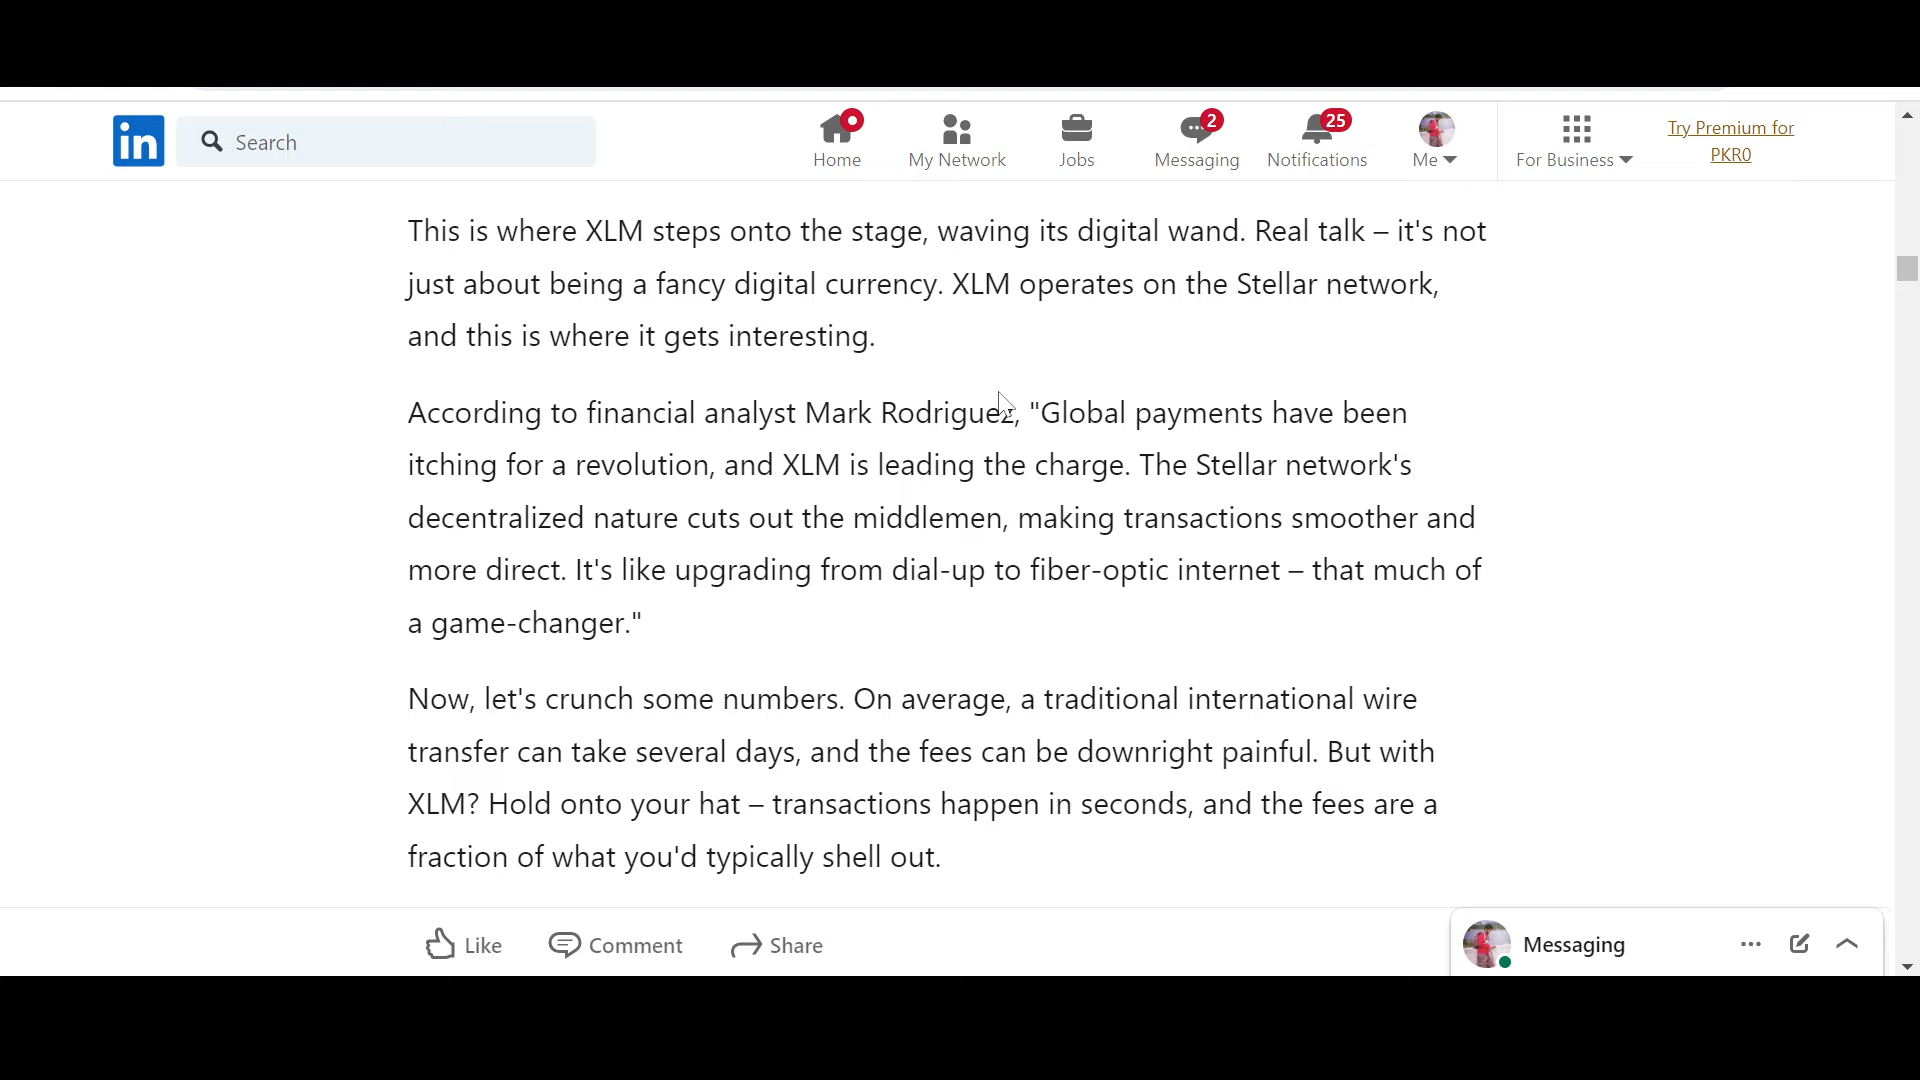 in
Search
Home
My Network
Jobs
2
Messaging
25
Notifications
Me
For Business
Try Premium for
PKR0
This is where XLM steps onto the stage, waving its digital wand. Real talk – it's not
just about being a fancy digital currency. XLM operates on the Stellar network,
and this is where it gets interesting.
According to financial analyst Mark Rodriguez, "Global payments have been
itching for a revolution, and XLM is leading the charge. The Stellar network's
decentralized nature cuts out the middlemen, making transactions smoother and
more direct. It's like upgrading from dial-up to fiber-optic internet – that much of
a game-changer."
Now, let's crunch some numbers. On average, a traditional international wire
transfer can take several days, and the fees can be downright painful. But with
XLM? Hold onto your hat – transactions happen in seconds, and the fees are a
fraction of what you'd typically shell out.
Like
Comment
Share
Messaging